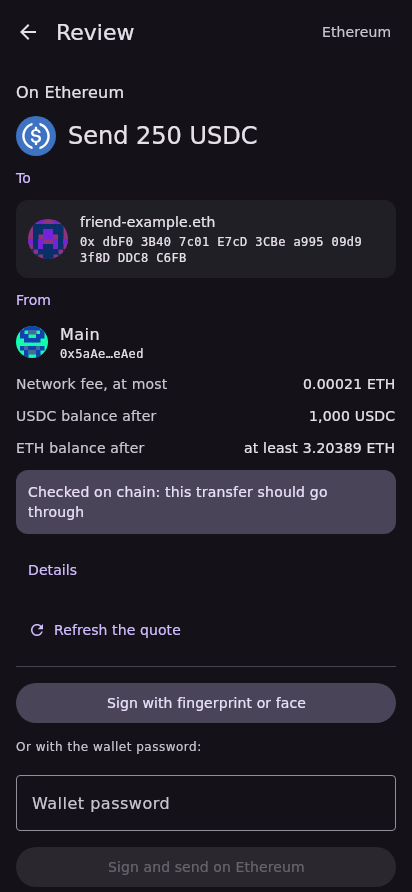 Review
Ethereum
On Ethereum
Send 250 USDC
To
friend-example.eth
0x dbF0 3B40 7c01 E7cD 3CBe a995 09d9
3f8D DDC8 C6FB
From
Main
0x5aAe…eAed
Network fee, at most 0.00021 ETH
USDC balance after 1,000 USDC
ETH balance after at least 3.20389 ETH
Checked on chain: this transfer should go
through
Details
Refresh the quote
Sign with fingerprint or face
Or with the wallet password:
Wallet password
Sign and send on Ethereum